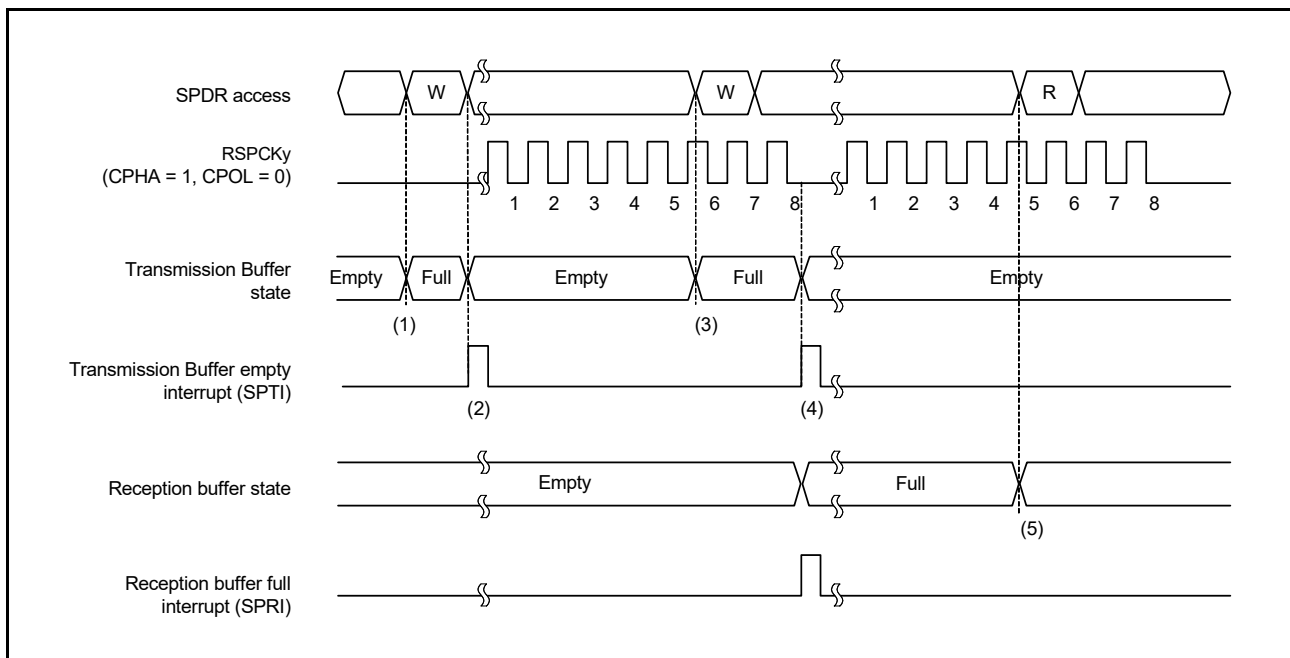 SPDR access
W
W
R
RSPCKy
(CPHA = 1, CPOL = 0)
1 2 3 4 5 6 7 8 1 2 3 4 5 6 7 8
Transmission Buffer
state
Empty Full Empty Full Empty
(1) (3)
Transmission Buffer empty
interrupt (SPTI)
(2) (4)
Reception buffer state
Empty Full
(5)
Reception buffer full
interrupt (SPRI)